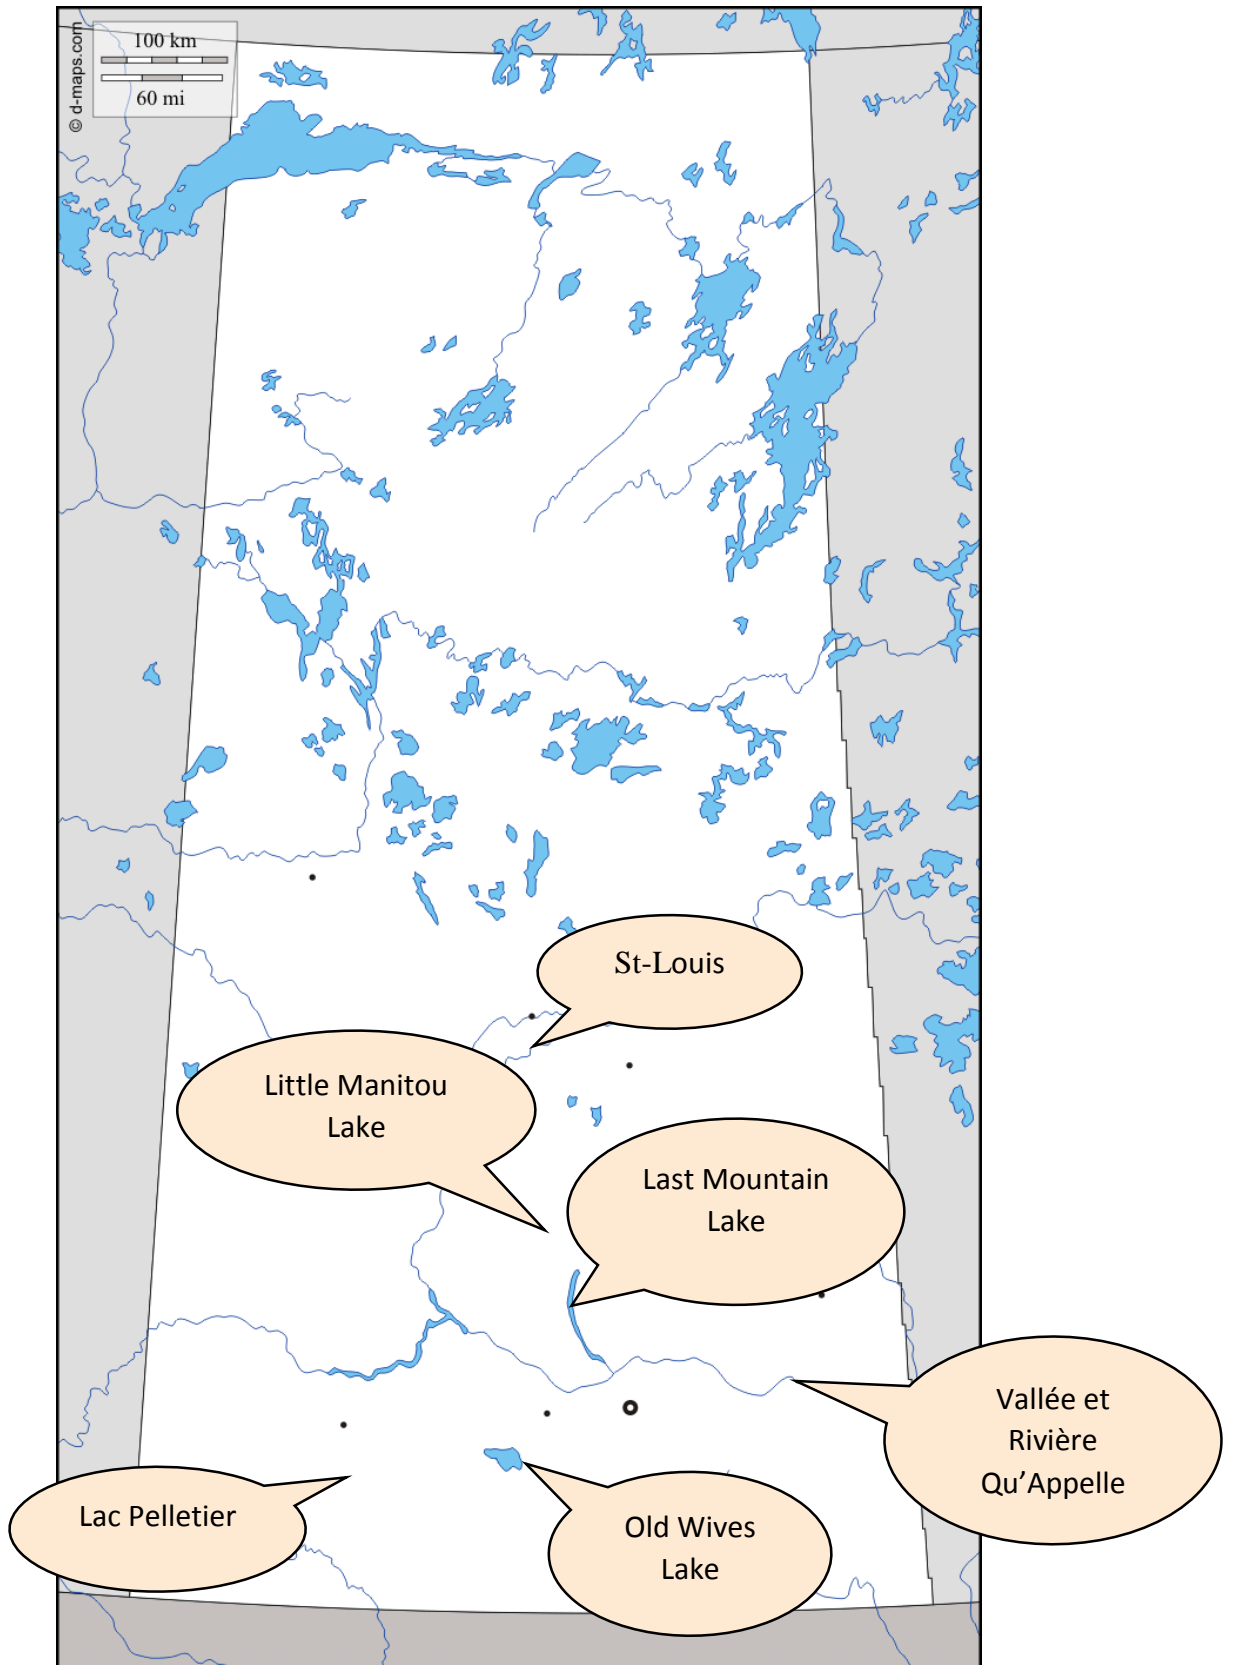 © d-maps.com
100 km
60 mi
St-Louis
Little Manitou
Lake
Last Mountain
Lake
Vallée et
Rivière
Qu’Appelle
Lac Pelletier
Old Wives
Lake